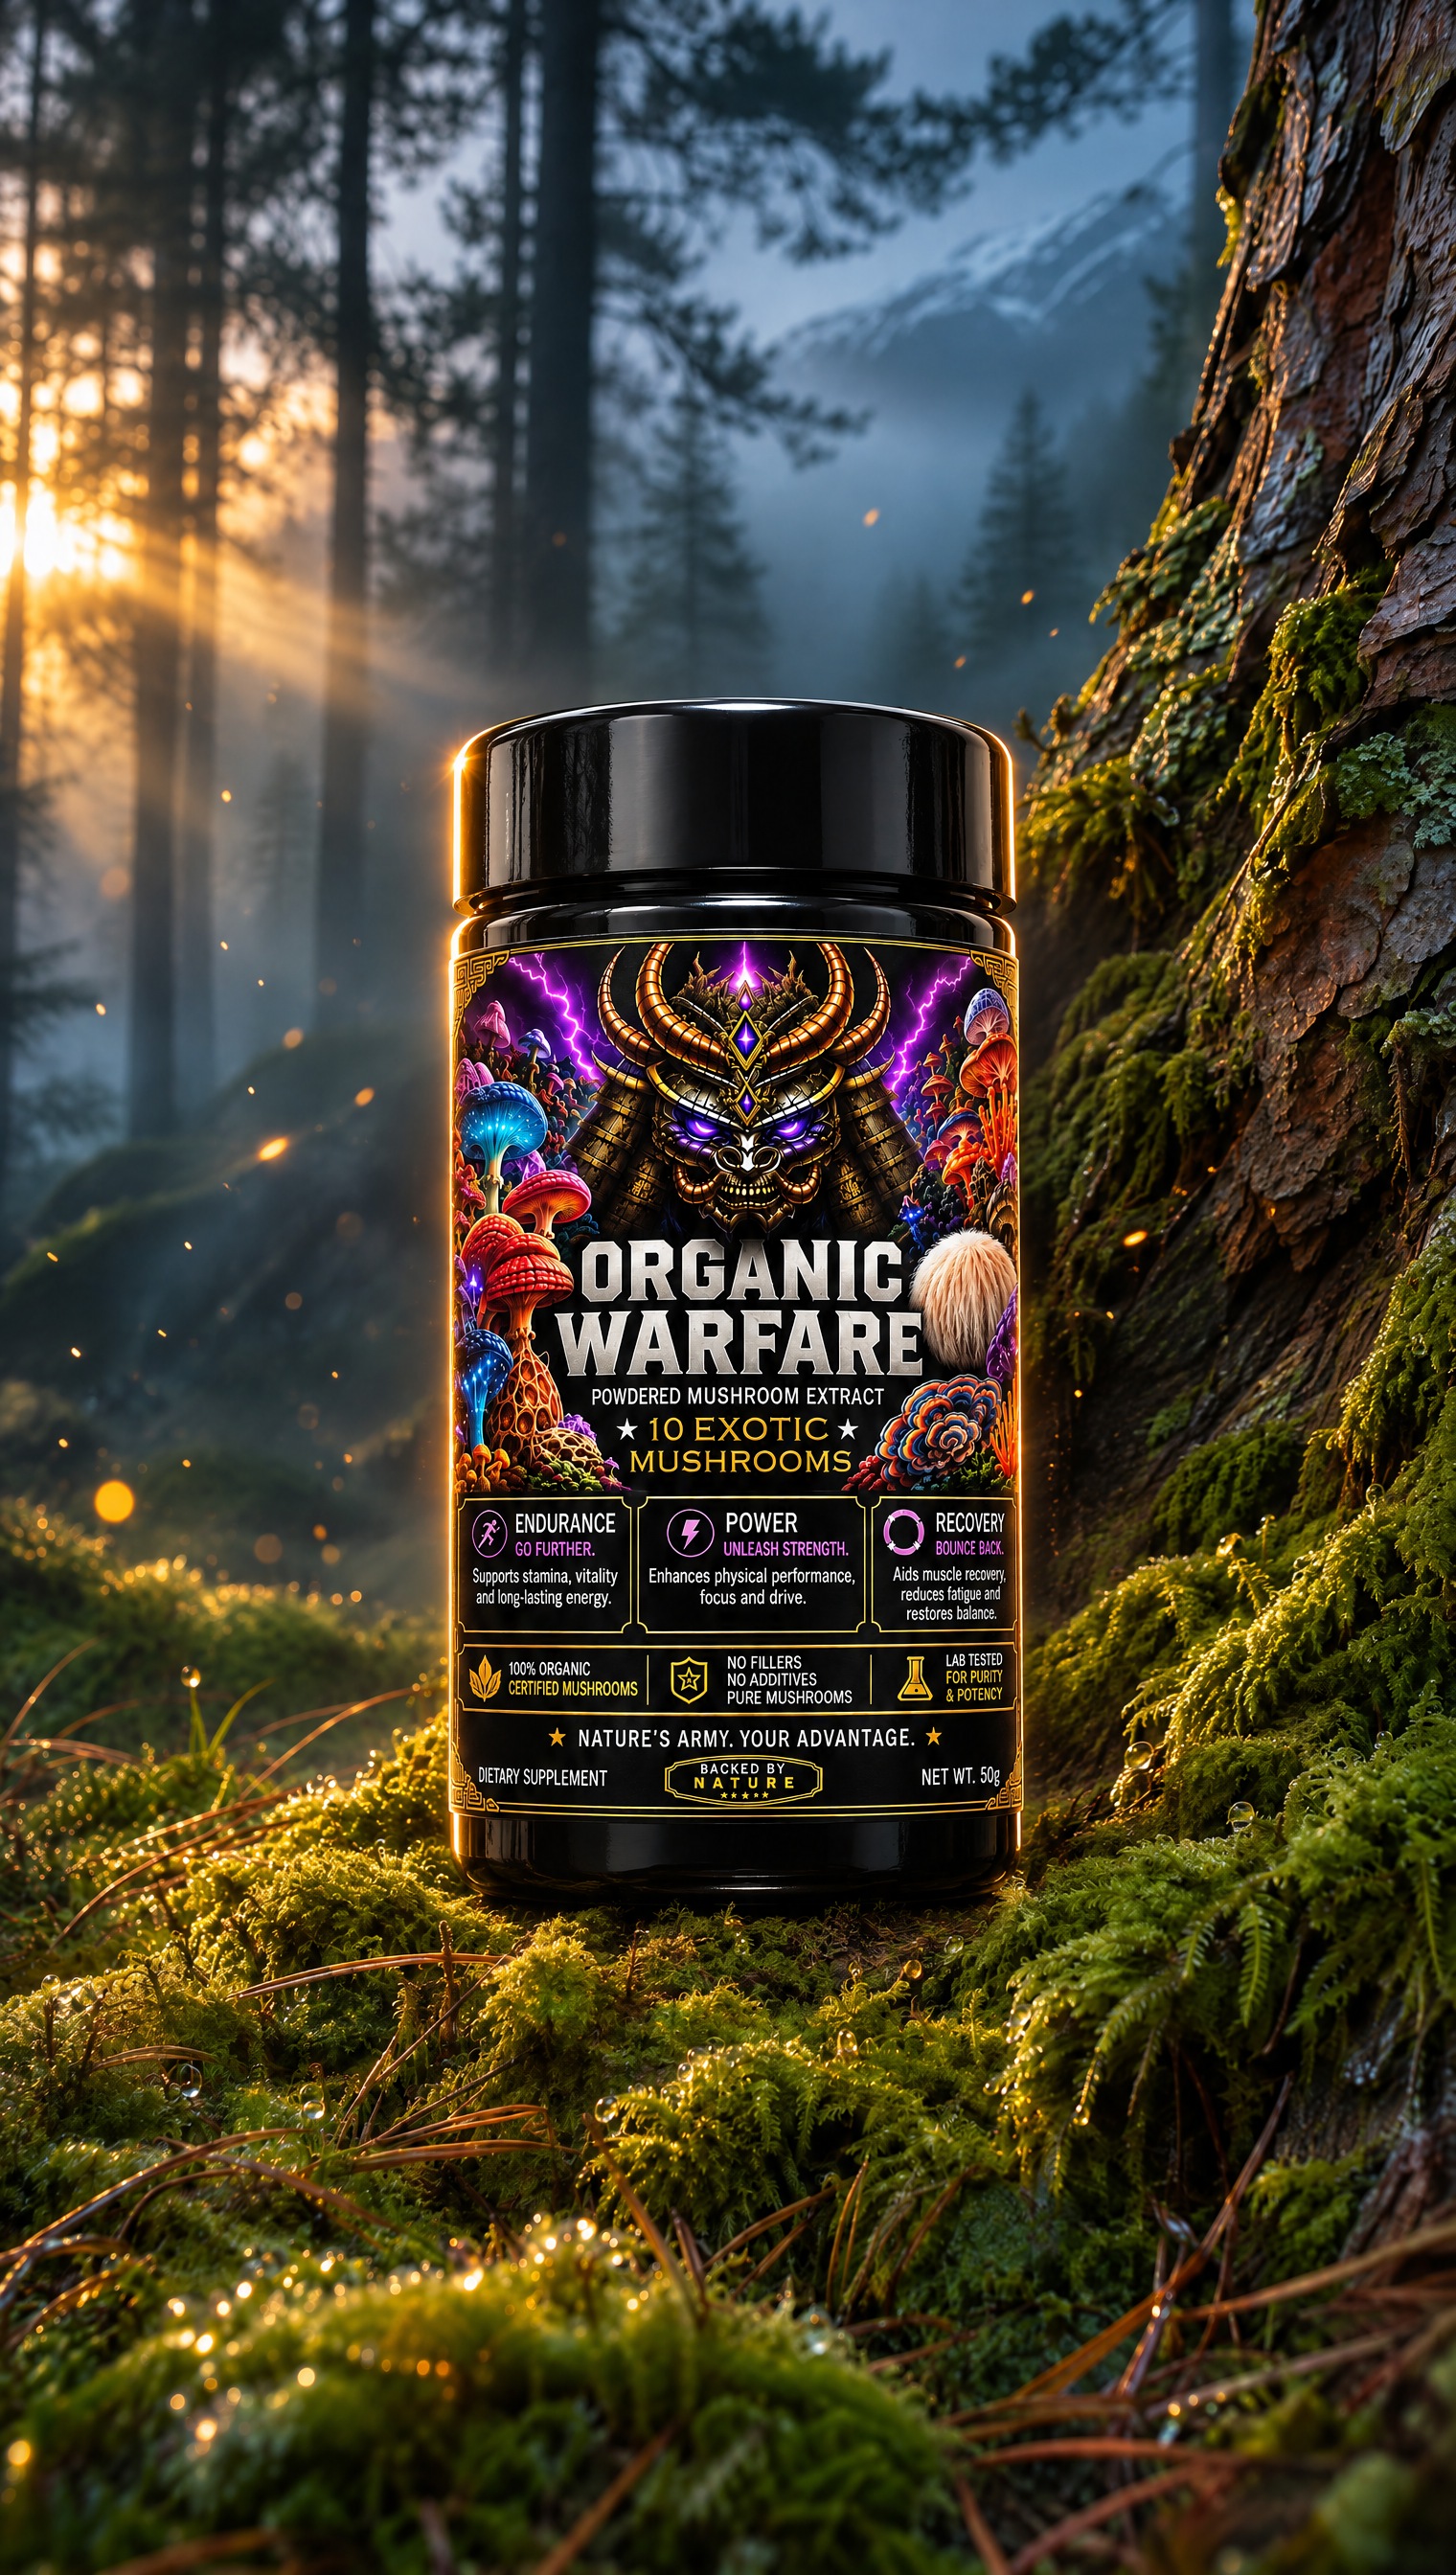 ORGANIC
WARFARE
POWDERED MUSHROOM EXTRACT
★ 10 EXOTIC ★
MUSHROOMS
ENDURANCE
GO FURTHER.
Supports stamina, vitality
and long-lasting energy.
POWER
UNLEASH STRENGTH.
Enhances physical performance,
focus and drive.
RECOVERY
BOUNCE BACK.
Aids muscle recovery,
reduces fatigue and
restores balance.
100% ORGANIC
CERTIFIED MUSHROOMS
NO FILLERS
NO ADDITIVES
PURE MUSHROOMS
LAB TESTED
FOR PURITY
& POTENCY
★ NATURE'S ARMY. YOUR ADVANTAGE. ★
DIETARY SUPPLEMENT
BACKED BY
NATURE
★★★★★
NET WT. 50g